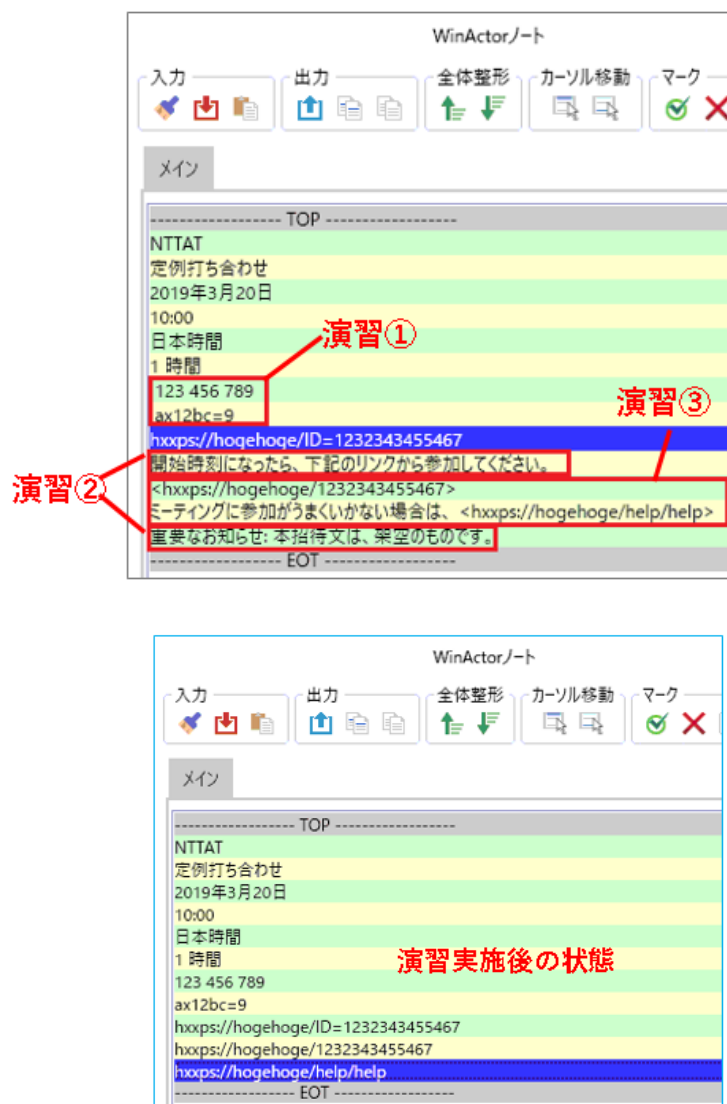 WinActorノート
入力 出力 全体整形 カーソル移動 マーク
メイン
------------------ TOP ------------------
NTTAT
定例打ち合わせ
2019年3月20日
10:00
日本時間
演習①
1 時間
123 456 789
演習③
ax12bc=9
hxxps://hogehoge/ID=1232343455467
開始時刻になったら、下記のリンクから参加してください。
演習②
<hxxps://hogehoge/1232343455467>
ミーティングに参加がうまくいかない場合は、 <hxxps://hogehoge/help/help>
重要なお知らせ: 本招待文は、架空のものです。
------------------ EOT ------------------
WinActorノート
入力 出力 全体整形 カーソル移動 マーク
メイン
------------------ TOP ------------------
NTTAT
定例打ち合わせ
2019年3月20日
10:00
日本時間
1 時間
演習実施後の状態
123 456 789
ax12bc=9
hxxps://hogehoge/ID=1232343455467
hxxps://hogehoge/1232343455467
hxxps://hogehoge/help/help
------------------ EOT ------------------